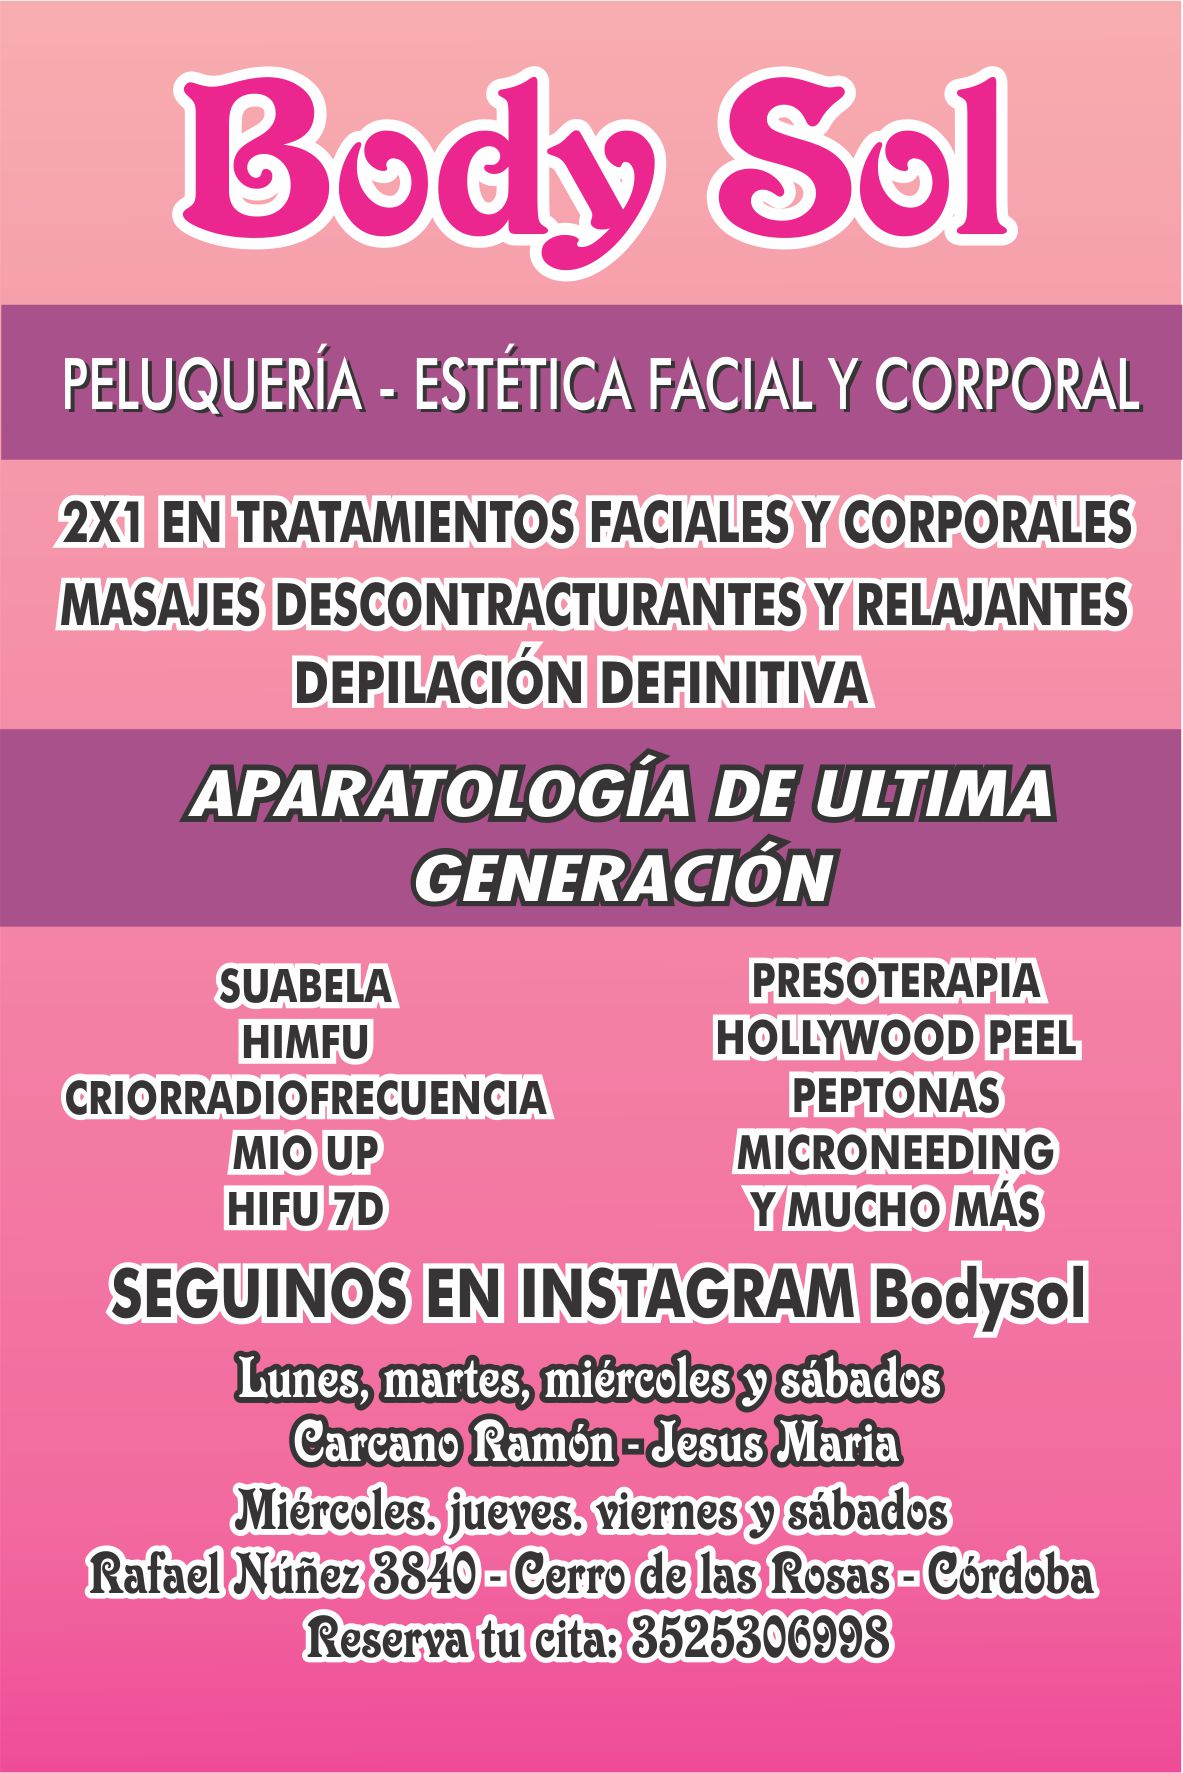 Body Sol
PELUQUERÍA - ESTÉTICA FACIAL Y CORPORAL
2X1 EN TRATAMIENTOS FACIALES Y CORPORALES
MASAJES DESCONTRACTURANTES Y RELAJANTES
DEPILACIÓN DEFINITIVA
APARATOLOGÍA DE ULTIMA
GENERACIÓN
SUABELA
HIMFU
CRIORRADIOFRECUENCIA
MIO UP
HIFU 7D
PRESOTERAPIA
HOLLYWOOD PEEL
PEPTONAS
MICRONEEDING
Y MUCHO MÁS
SEGUINOS EN INSTAGRAM Bodysol
Lunes, martes, miércoles y sábados
Carcano Ramón - Jesus Maria
Miércoles. jueves. viernes y sábados
Rafael Núñez 3840 - Cerro de las Rosas - Córdoba
Reserva tu cita: 3525306998